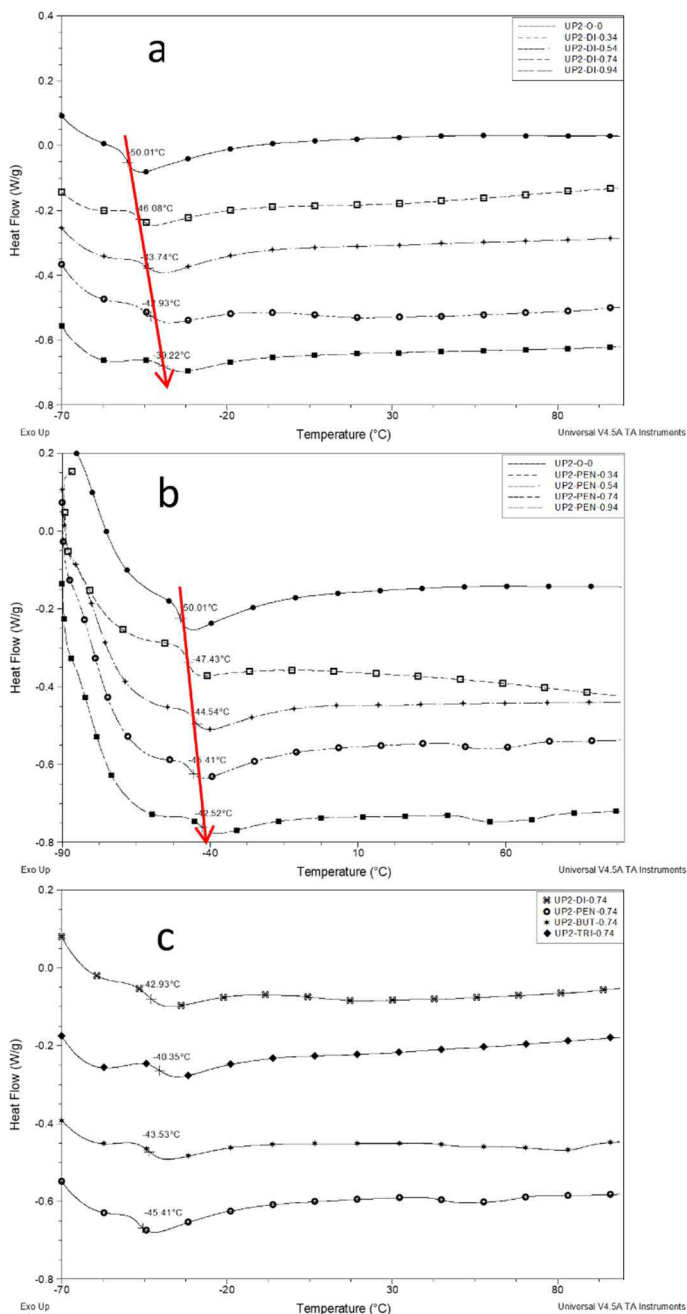 a
UP2-O-0
UP2-DI-0.34
UP2-DI-0.54
UP2-DI-0.74
UP2-DI-0.94
0.4
0.2
0.0
-0.2
-0.4
-0.6
-0.8
Heat Flow (W/g)
-50.01°C
-46.08°C
-43.74°C
-42.93°C
-39.22°C
-70 -20 30 80
Exo Up
Temperature (°C)
Universal V4.5A TA Instruments
b
UP2-O-0
UP2-PEN-0.34
UP2-PEN-0.54
UP2-PEN-0.74
UP2-PEN-0.94
0.2
0.0
-0.2
-0.4
-0.6
-0.8
Heat Flow (W/g)
50.01°C
-47.43°C
44.54°C
-45.41°C
-42.52°C
-90 -40 10 60
Exo Up
Temperature (°C)
Universal V4.5A TA Instruments
c
UP2-DI-0.74
UP2-PEN-0.74
UP2-BUT-0.74
UP2-TRI-0.74
0.2
0.0
-0.2
-0.4
-0.6
-0.8
Heat Flow (W/g)
-42.93°C
-40.35°C
-43.53°C
-45.41°C
-70 -20 30 80
Exo Up
Temperature (°C)
Universal V4.5A TA Instruments